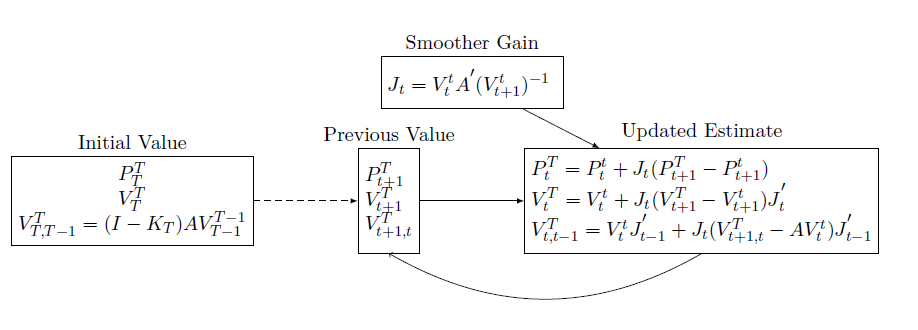 Smoother Gain
J_t = V_t^t A^′ (V_{t+1}^t)^{-1}
Initial Value
P_T^T
V_T^T
V_{T,T-1}^T = (I − K_T)AV_{T-1}^{T-1}
Previous Value
P_{t+1}^T
V_{t+1}^T
V_{t+1,t}^T
Updated Estimate
P_t^T = P_t^t + J_t(P_{t+1}^T − P_{t+1}^t)
V_t^T = V_t^t + J_t(V_{t+1}^T − V_{t+1}^t)J_t^′
V_{t,t-1}^T = V_t^t J_{t-1}^′ + J_t(V_{t+1,t}^T − AV_t^t)J_{t-1}^′